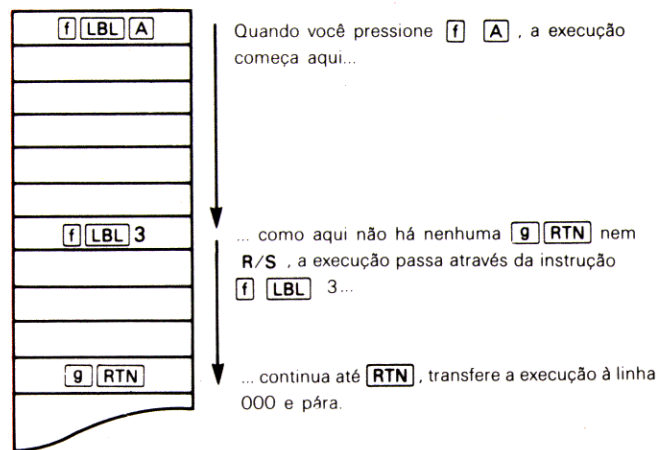 f LBL A
Quando você pressione f A , a execução
começa aqui...
f LBL 3
... como aqui não há nenhuma g RTN nem
R/S , a execução passa através da instrução
f LBL 3...
g RTN
... continua até RTN , transfere a execução à linha
000 e pára.